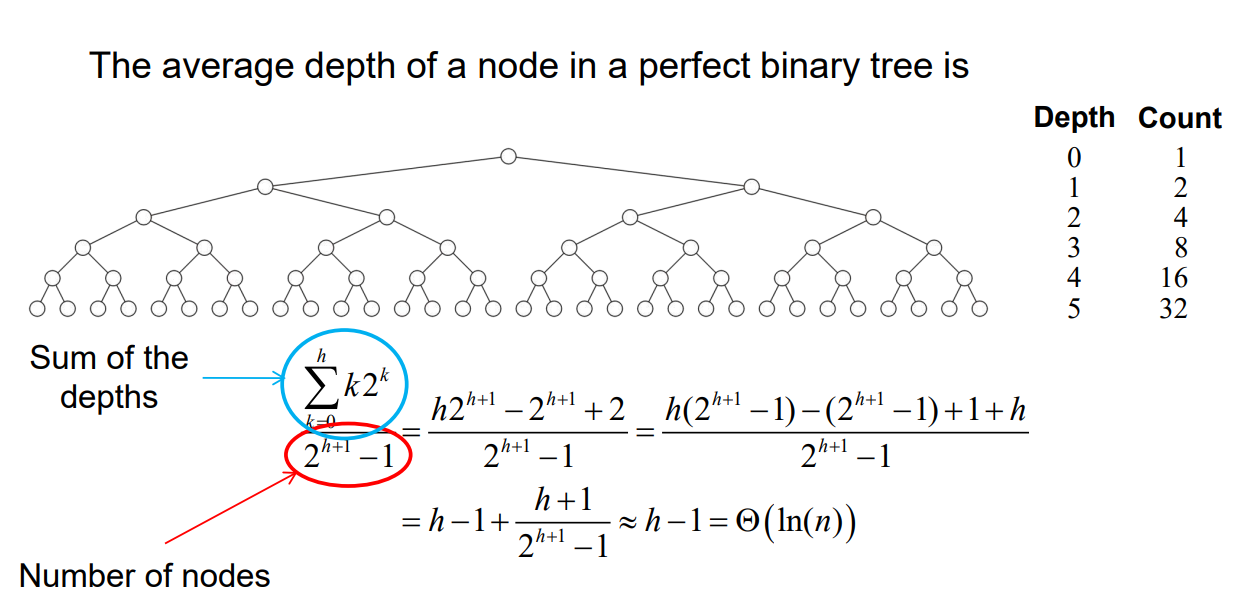 The average depth of a node in a perfect binary tree is
Depth Count
0 1
1 2
2 4
3 8
4 16
5 32
Sum of the
depths
\frac{\sum_{k=0}^{h} k2^k}{2^{h+1}-1} = \frac{h2^{h+1}-2^{h+1}+2}{2^{h+1}-1} = \frac{h(2^{h+1}-1)-(2^{h+1}-1)+1+h}{2^{h+1}-1}
= h-1+\frac{h+1}{2^{h+1}-1} ≈ h-1 = Θ(ln(n))
Number of nodes